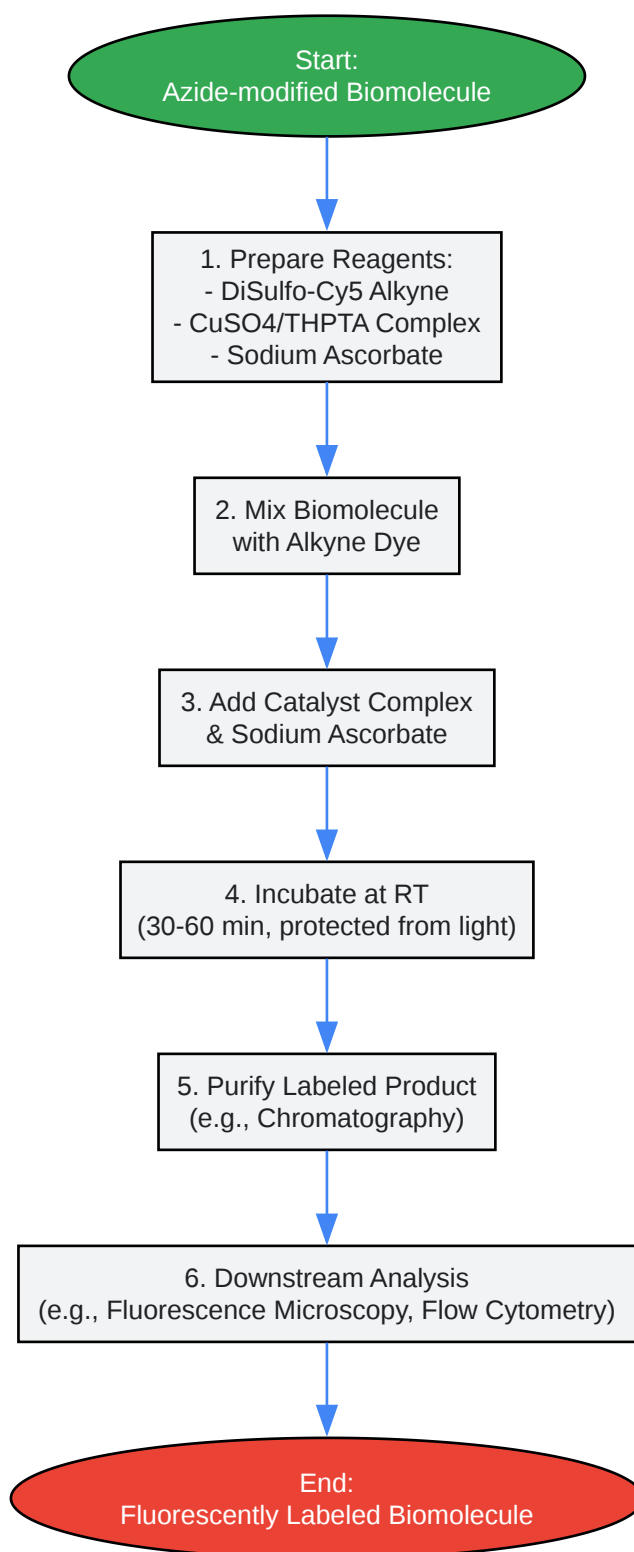 Start:
Azide-modified Biomolecule
1. Prepare Reagents:
- DiSulfo-Cy5 Alkyne
- CuSO4/THPTA Complex
- Sodium Ascorbate
2. Mix Biomolecule
with Alkyne Dye
3. Add Catalyst Complex
& Sodium Ascorbate
4. Incubate at RT
(30-60 min, protected from light)
5. Purify Labeled Product
(e.g., Chromatography)
6. Downstream Analysis
(e.g., Fluorescence Microscopy, Flow Cytometry)
End:
Fluorescently Labeled Biomolecule